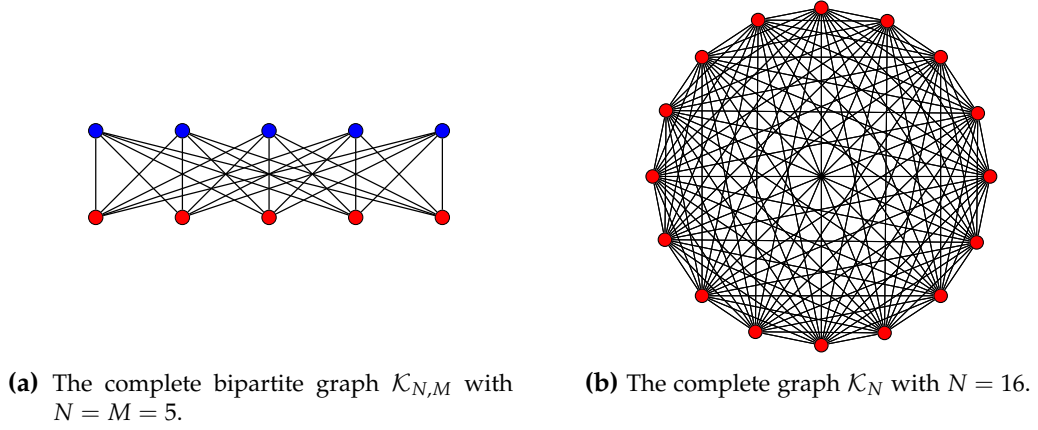 (a) The complete bipartite graph 𝒦_{N,M} with
N = M = 5.
(b) The complete graph 𝒦_N with N = 16.